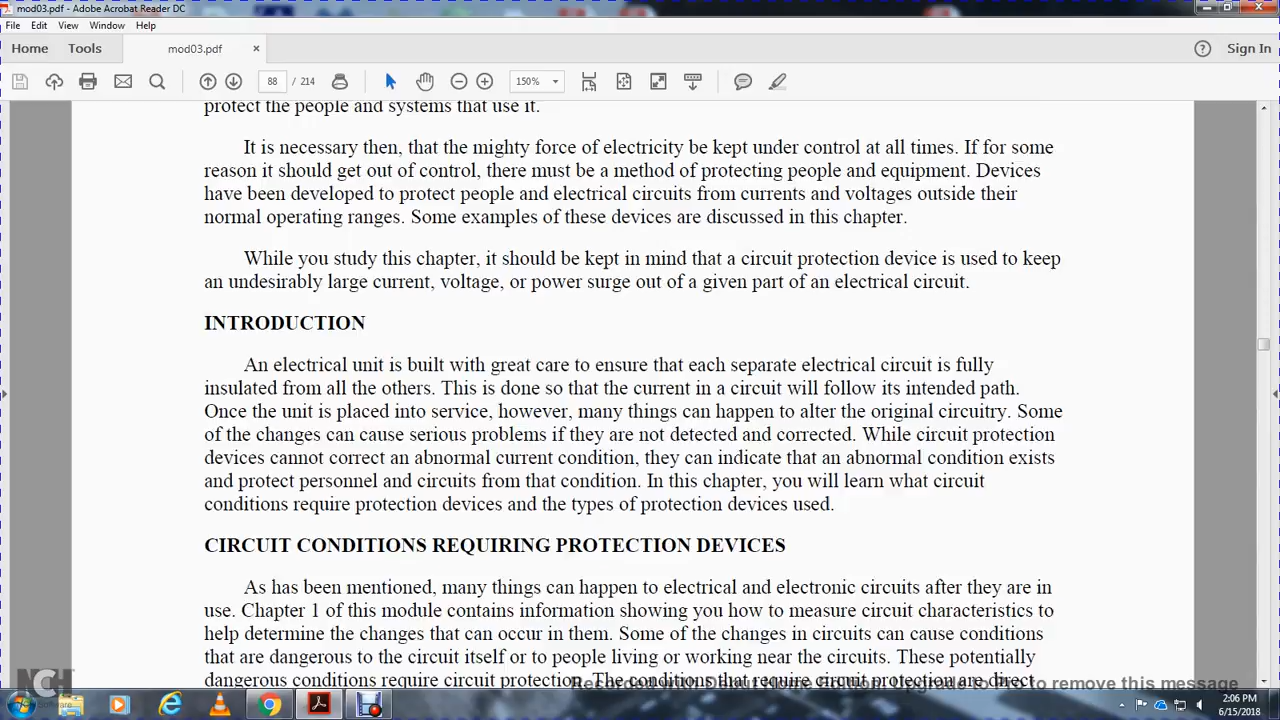 mod03.pdf - Adobe Acrobat Reader DC
File Edit View Window Help
Home Tools mod03.pdf × Sign In
88 / 214 150%
protect the people and systems that use it.
It is necessary then, that the mighty force of electricity be kept under control at all times. If for some
reason it should get out of control, there must be a method of protecting people and equipment. Devices
have been developed to protect people and electrical circuits from currents and voltages outside their
normal operating ranges. Some examples of these devices are discussed in this chapter.
While you study this chapter, it should be kept in mind that a circuit protection device is used to keep
an undesirably large current, voltage, or power surge out of a given part of an electrical circuit.
INTRODUCTION
An electrical unit is built with great care to ensure that each separate electrical circuit is fully
insulated from all the others. This is done so that the current in a circuit will follow its intended path.
Once the unit is placed into service, however, many things can happen to alter the original circuitry. Some
of the changes can cause serious problems if they are not detected and corrected. While circuit protection
devices cannot correct an abnormal current condition, they can indicate that an abnormal condition exists
and protect personnel and circuits from that condition. In this chapter, you will learn what circuit
conditions require protection devices and the types of protection devices used.
CIRCUIT CONDITIONS REQUIRING PROTECTION DEVICES
As has been mentioned, many things can happen to electrical and electronic circuits after they are in
use. Chapter 1 of this module contains information showing you how to measure circuit characteristics to
help determine the changes that can occur in them. Some of the changes in circuits can cause conditions
that are dangerous to the circuit itself or to people living or working near the circuits. These potentially
dangerous conditions require circuit protection. The conditions that require circuit protection are direct
NCH Software
to remove this message
2:06 PM
6/15/2018